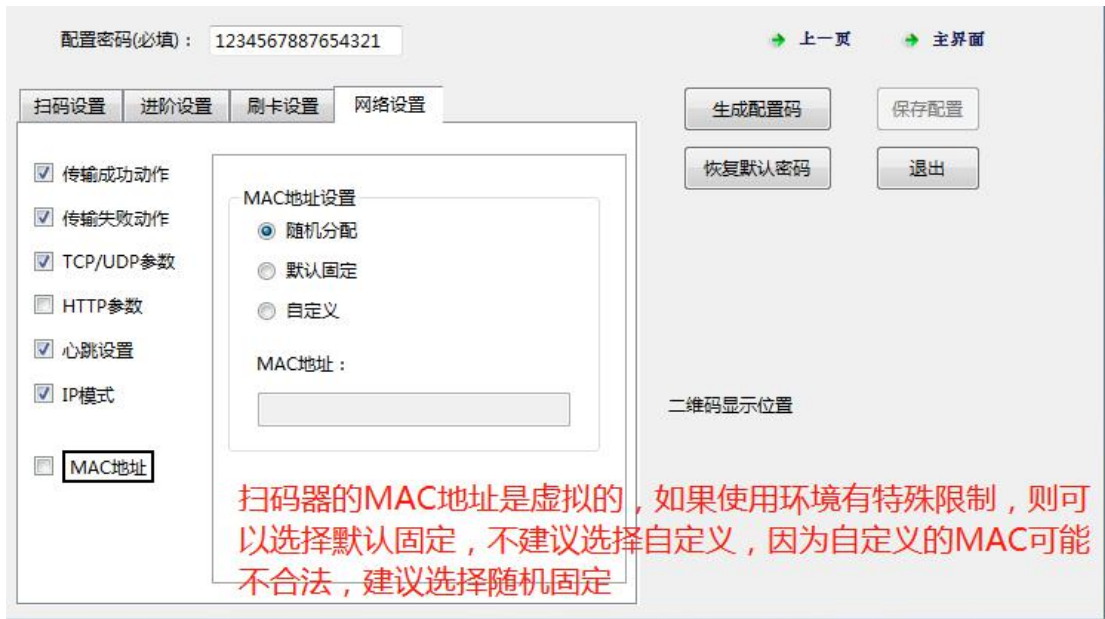 配置密码(必填)： 1234567887654321
上一页 主界面
扫码设置 进阶设置 刷卡设置 网络设置
生成配置码 保存配置
恢复默认密码 退出
传输成功动作
传输失败动作
TCP/UDP参数
HTTP参数
心跳设置
IP模式
MAC地址
MAC地址设置
随机分配
默认固定
自定义
MAC地址：
二维码显示位置
扫码器的MAC地址是虚拟的，如果使用环境有特殊限制，则可
以选择默认固定，不建议选择自定义，因为自定义的MAC可能
不合法，建议选择随机固定